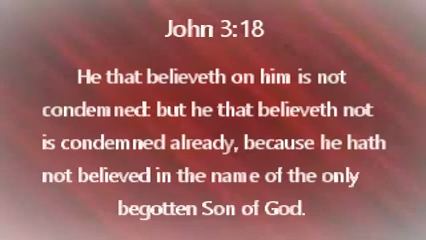 John 3:18
He that believeth on him is not
condemned: but he that believeth not
is condemned already, because he hath
not believed in the name of the only
begotten Son of God.